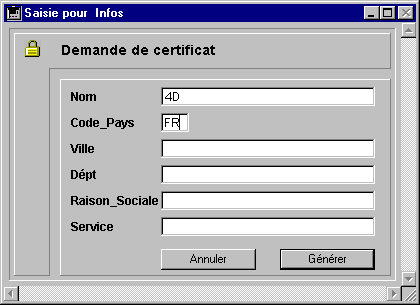 Saisie pour Infos
Demande de certificat
Nom 4D
Code_Pays FR
Ville
Dépt
Raison_Sociale
Service
Annuler Générer